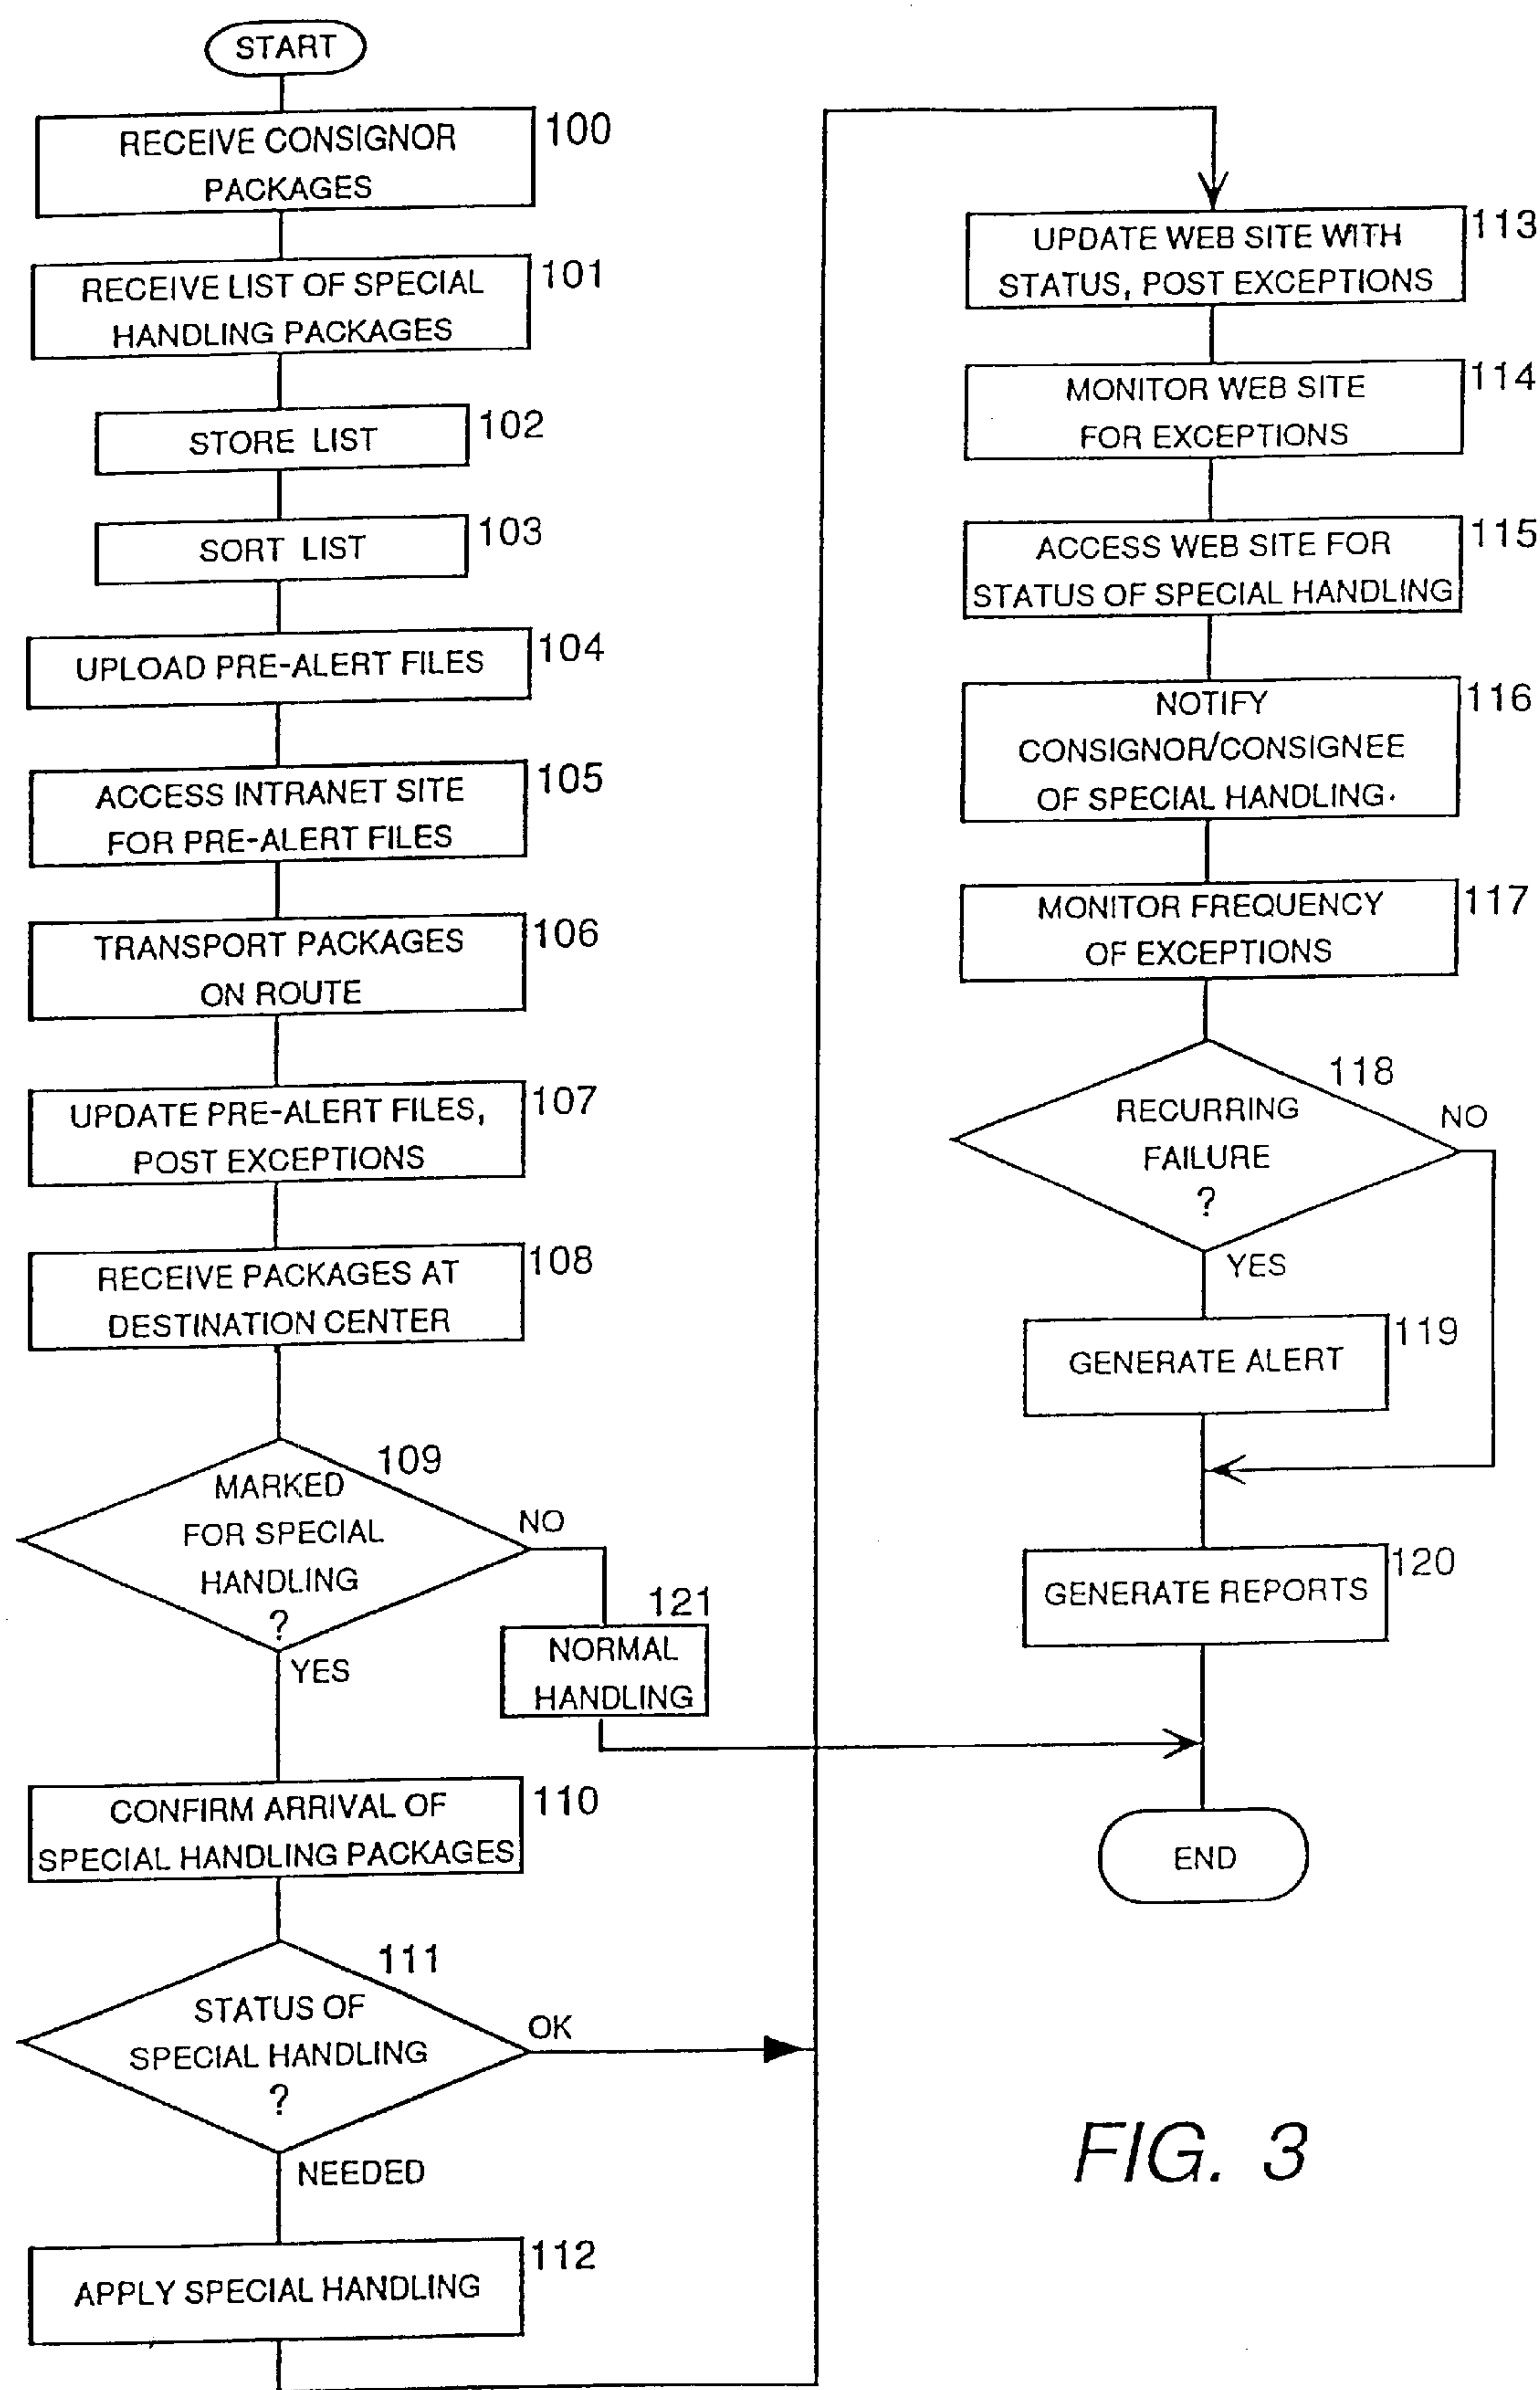 START
RECEIVE CONSIGNOR
PACKAGES
100
RECEIVE LIST OF SPECIAL
HANDLING PACKAGES
101
STORE LIST
102
SORT LIST
103
UPLOAD PRE-ALERT FILES
104
ACCESS INTRANET SITE
FOR PRE-ALERT FILES
105
TRANSPORT PACKAGES
ON ROUTE
106
UPDATE PRE-ALERT FILES,
POST EXCEPTIONS
107
RECEIVE PACKAGES AT
DESTINATION CENTER
108
MARKED
FOR SPECIAL
HANDLING
?
109
NO
YES
121
NORMAL
HANDLING
CONFIRM ARRIVAL OF
SPECIAL HANDLING PACKAGES
110
STATUS OF
SPECIAL HANDLING
?
111
OK
NEEDED
APPLY SPECIAL HANDLING
112
UPDATE WEB SITE WITH
STATUS, POST EXCEPTIONS
113
MONITOR WEB SITE
FOR EXCEPTIONS
114
ACCESS WEB SITE FOR
STATUS OF SPECIAL HANDLING
115
NOTIFY
CONSIGNOR/CONSIGNEE
OF SPECIAL HANDLING.
116
MONITOR FREQUENCY
OF EXCEPTIONS
117
RECURRING
FAILURE
?
118
NO
YES
GENERATE ALERT
119
GENERATE REPORTS
120
END
FIG. 3